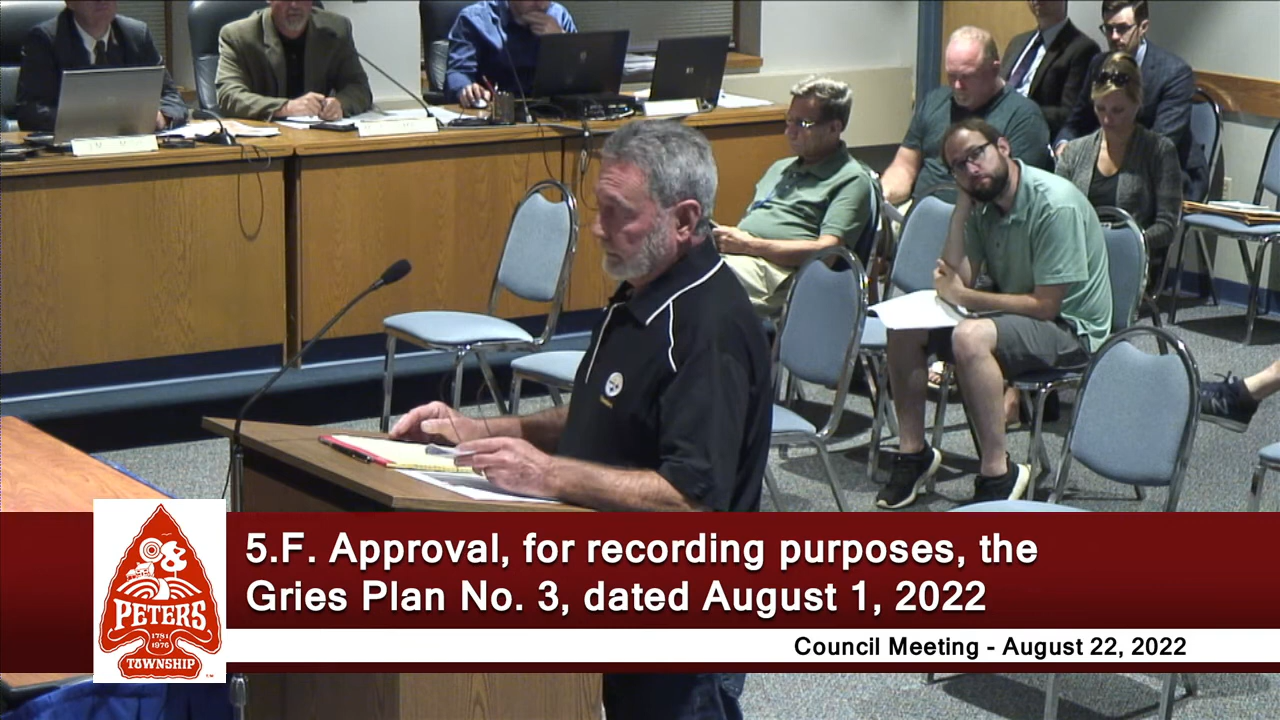 5.F. Approval, for recording purposes, the
Gries Plan No. 3, dated August 1, 2022
Council Meeting - August 22, 2022
PETERS
1781
1976
TOWNSHIP